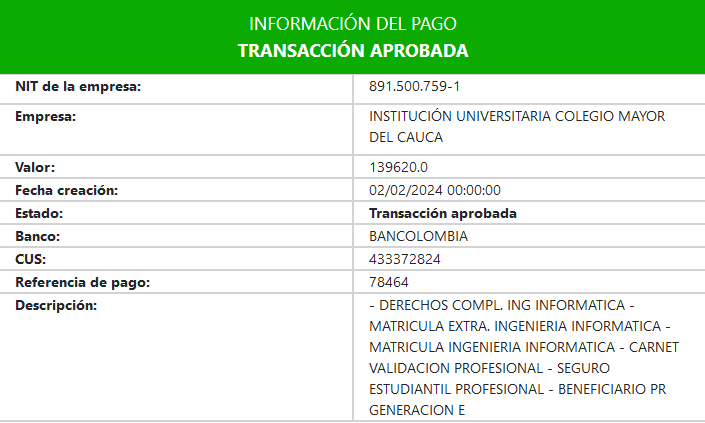 INFORMACIÓN DEL PAGO
TRANSACCIÓN APROBADA
NIT de la empresa: 891.500.759-1
Empresa: INSTITUCIÓN UNIVERSITARIA COLEGIO MAYOR
DEL CAUCA
Valor: 139620.0
Fecha creación: 02/02/2024 00:00:00
Estado: Transacción aprobada
Banco: BANCOLOMBIA
CUS: 433372824
Referencia de pago: 78464
Descripción: - DERECHOS COMPL. ING INFORMATICA -
MATRICULA EXTRA. INGENIERIA INFORMATICA -
MATRICULA INGENIERIA INFORMATICA - CARNET
VALIDACION PROFESIONAL - SEGURO
ESTUDIANTIL PROFESIONAL - BENEFICIARIO PR
GENERACION E